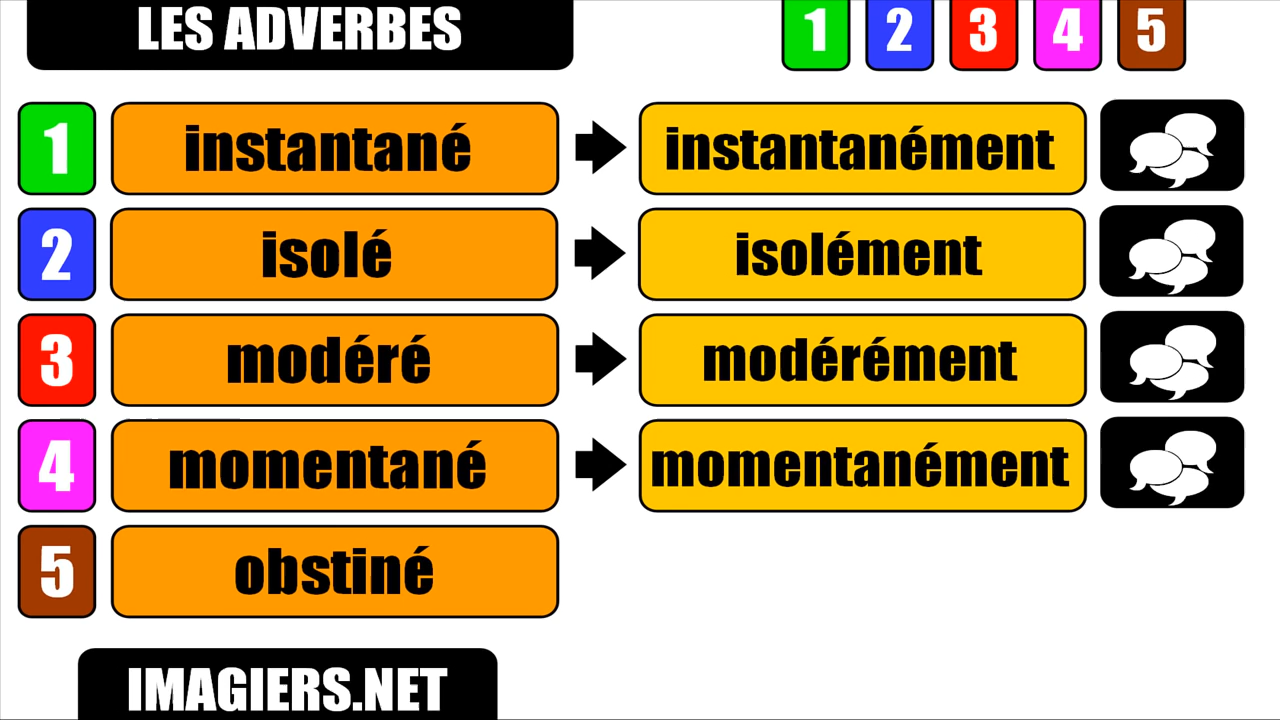 LES ADVERBES 1 2 3 4 5
1 instantané instantanément
2 isolé isolément
3 modéré modérément
4 momentané momentanément
5 obstiné
IMAGIERS.NET